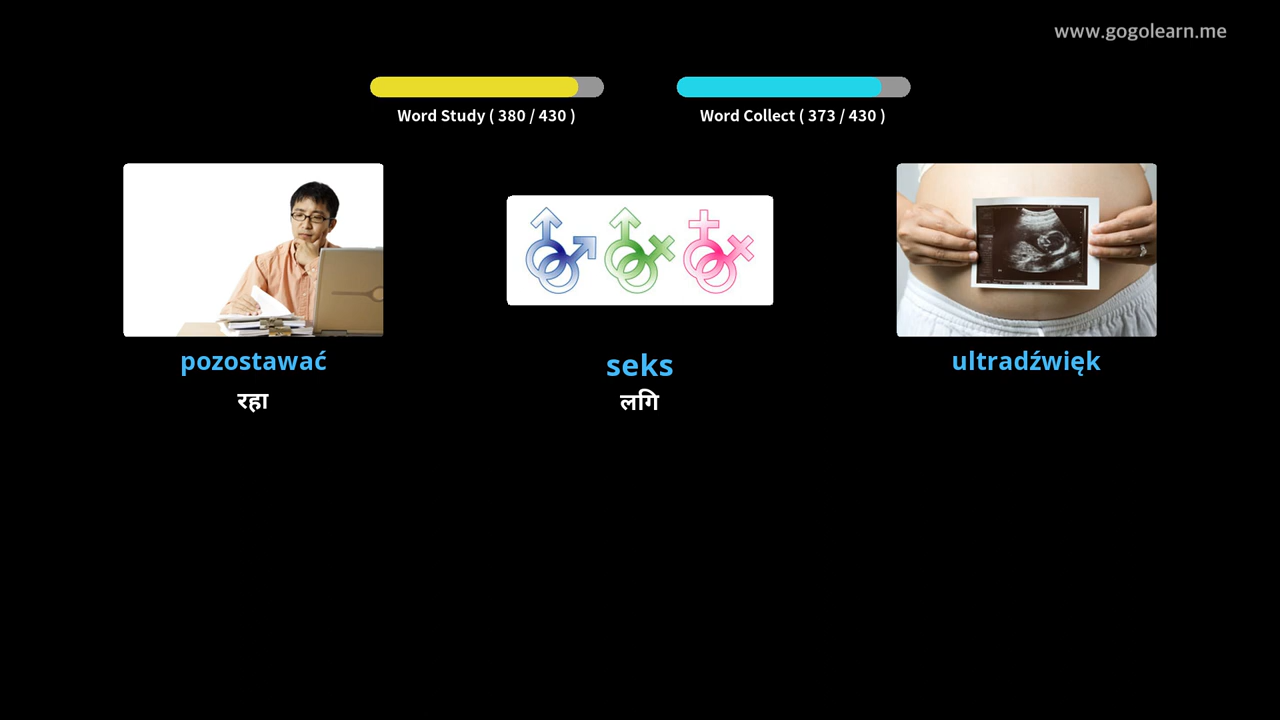 www.gogolearn.me
Word Study ( 380 / 430 )
Word Collect ( 373 / 430 )
pozostawać
seks
ultradźwięk
रहा
लगि